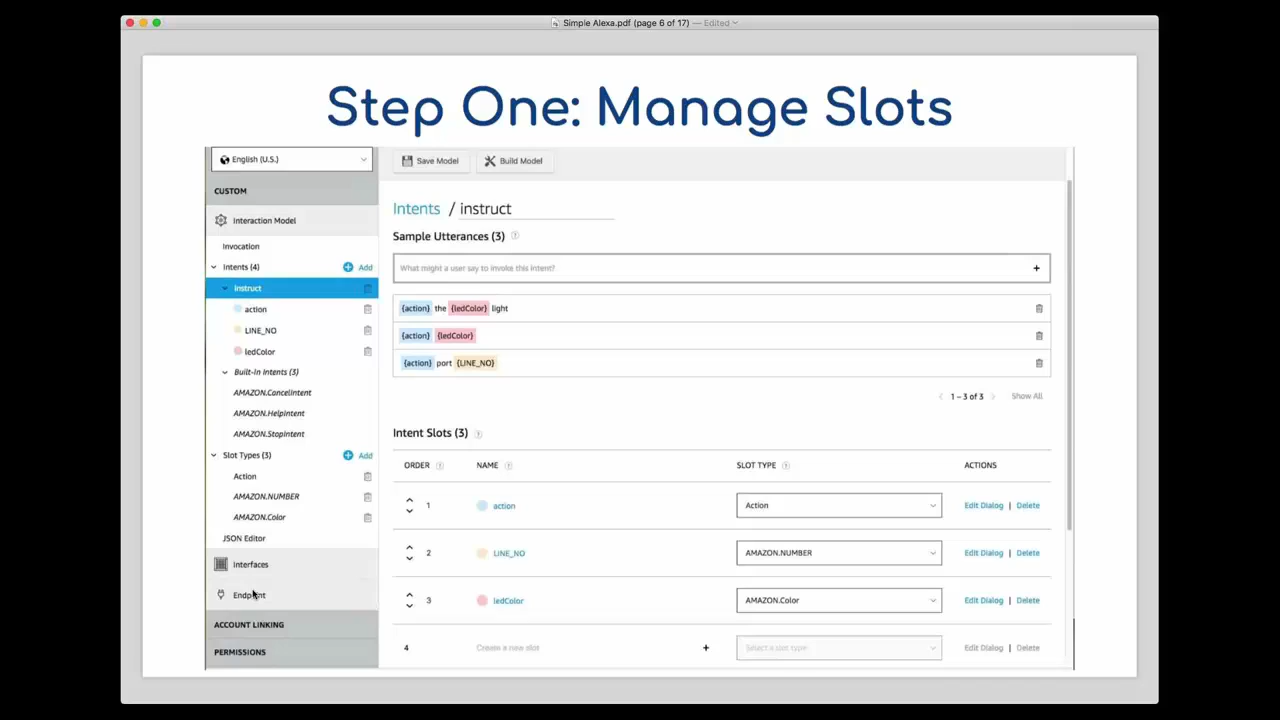 Simple Alexa.pdf (page 6 of 17) — Edited
Step One: Manage Slots
English (U.S.)
Save Model
Build Model
CUSTOM
Interaction Model
Invocation
Intents (4)
Add
instruct
action
LINE_NO
ledColor
Built-In Intents (3)
AMAZON.CancelIntent
AMAZON.HelpIntent
AMAZON.StopIntent
Slot Types (3)
Add
Action
AMAZON.NUMBER
AMAZON.Color
JSON Editor
Interfaces
Endpoint
ACCOUNT LINKING
PERMISSIONS
Intents / instruct
Sample Utterances (3) ?
What might a user say to invoke this intent?
{action} the {ledColor} light
{action} {ledColor}
{action} port {LINE_NO}
1 – 3 of 3
Show All
Intent Slots (3) ?
ORDER ? NAME ? SLOT TYPE ? ACTIONS
1 action Action Edit Dialog | Delete
2 LINE_NO AMAZON.NUMBER Edit Dialog | Delete
3 ledColor AMAZON.Color Edit Dialog | Delete
4 Create a new slot + Select a slot type Edit Dialog | Delete